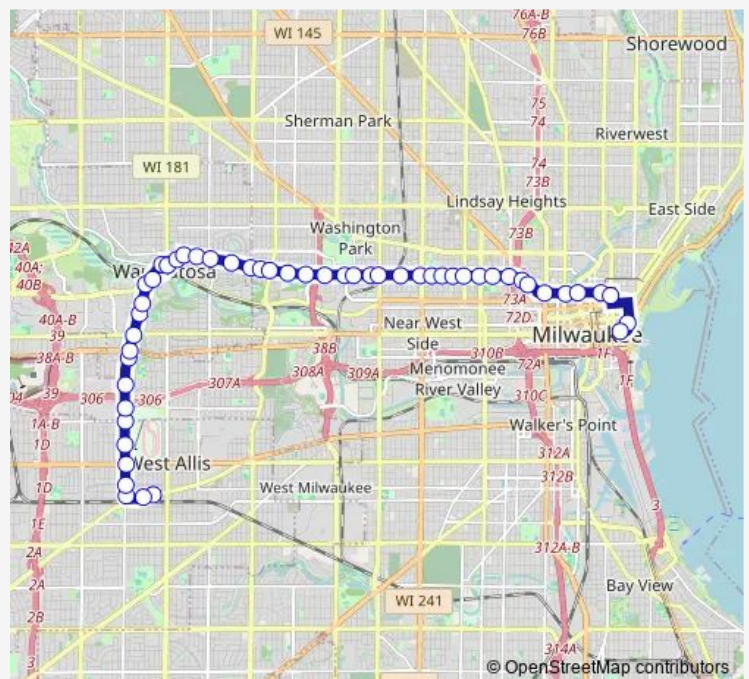 76A-B
76B
WI 145
Shorewood
75
74
Sherman Park
Riverwest
WI 181
74
73B
Lindsay Heights
East Side
Washington
Park
73B
42A
40A;
40B
73A
40A-B
Near West
Side
72D
Milwaukee
39
38A-B
38B
310B
1F
72A
308A
309A
Menomonee
River Valley
1F
307A
39
306
306
310C
1A-B
Walker's Point
1D
312A
West Allis
312B
1D
West Milwaukee
3
1E
312A-B
2A
2A
Bay View
WI 241
2B
314A
3
© OpenStreetMap contributors